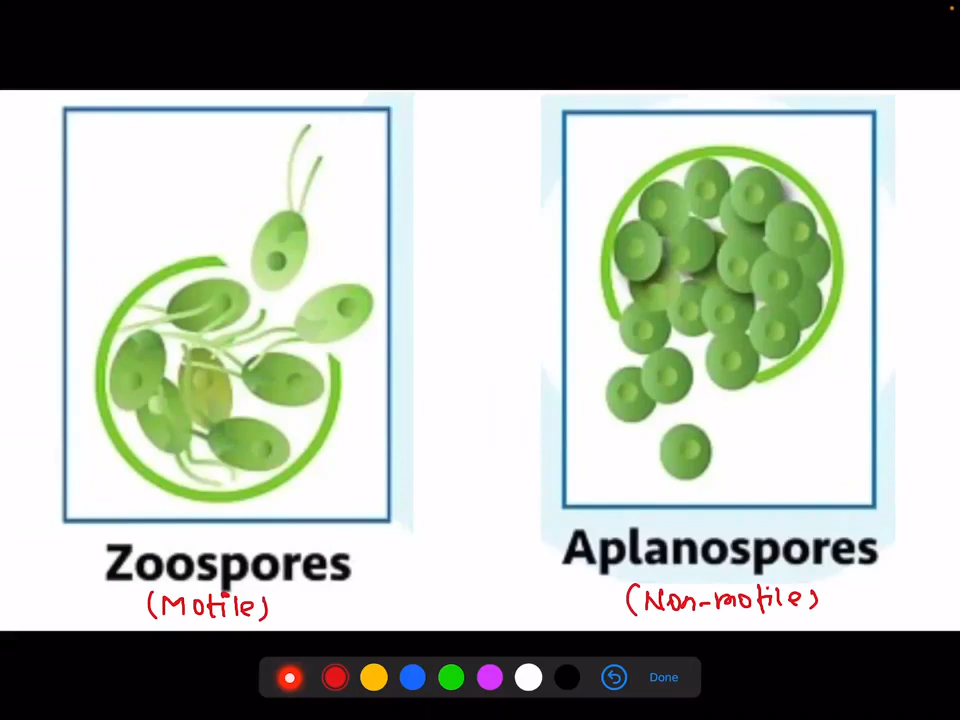 Zoospores
(Motile)
Aplanospores
(Non-motile)
Done